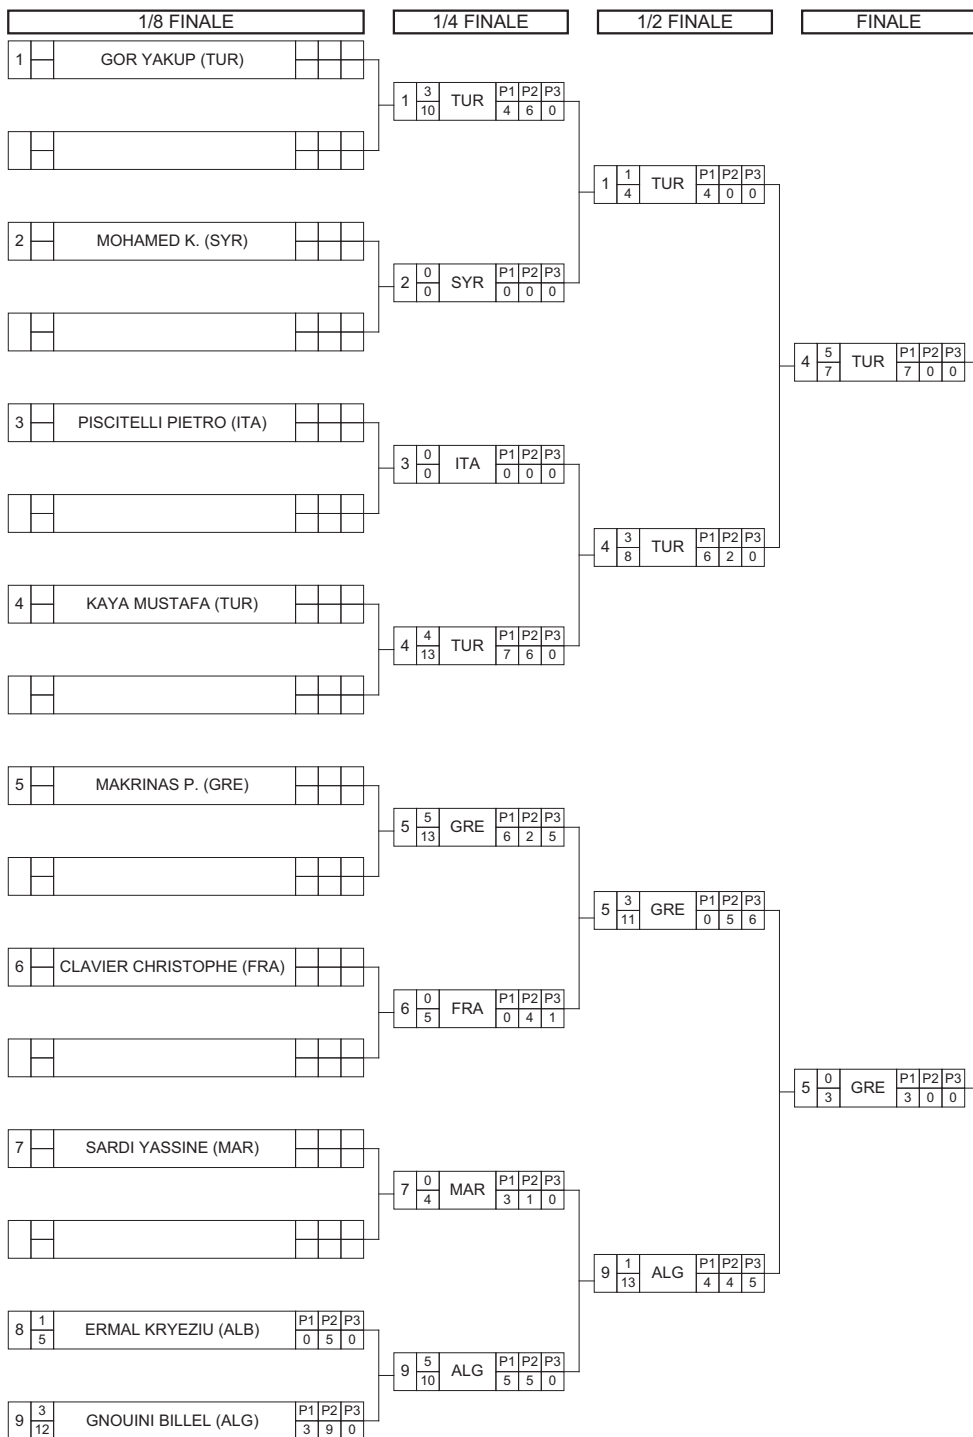 1/8 FINALE 1/4 FINALE 1/2 FINALE FINALE
1 GOR YAKUP (TUR)
1 3 10 TUR P1 P2 P3 4 6 0
1 1 4 TUR P1 P2 P3 4 0 0
2 MOHAMED K. (SYR)
2 0 0 SYR P1 P2 P3 0 0 0
4 5 7 TUR P1 P2 P3 7 0 0
3 PISCITELLI PIETRO (ITA)
3 0 0 ITA P1 P2 P3 0 0 0
4 3 8 TUR P1 P2 P3 6 2 0
4 KAYA MUSTAFA (TUR)
4 4 13 TUR P1 P2 P3 7 6 0
5 MAKRINAS P. (GRE)
5 5 13 GRE P1 P2 P3 6 2 5
5 3 11 GRE P1 P2 P3 0 5 6
6 CLAVIER CHRISTOPHE (FRA)
6 0 5 FRA P1 P2 P3 0 4 1
5 0 3 GRE P1 P2 P3 3 0 0
7 SARDI YASSINE (MAR)
7 0 4 MAR P1 P2 P3 3 1 0
9 1 13 ALG P1 P2 P3 4 4 5
8 1 5 ERMAL KRYEZIU (ALB) P1 P2 P3 0 5 0
9 5 10 ALG P1 P2 P3 5 5 0
9 3 12 GNOUINI BILLEL (ALG) P1 P2 P3 3 9 0